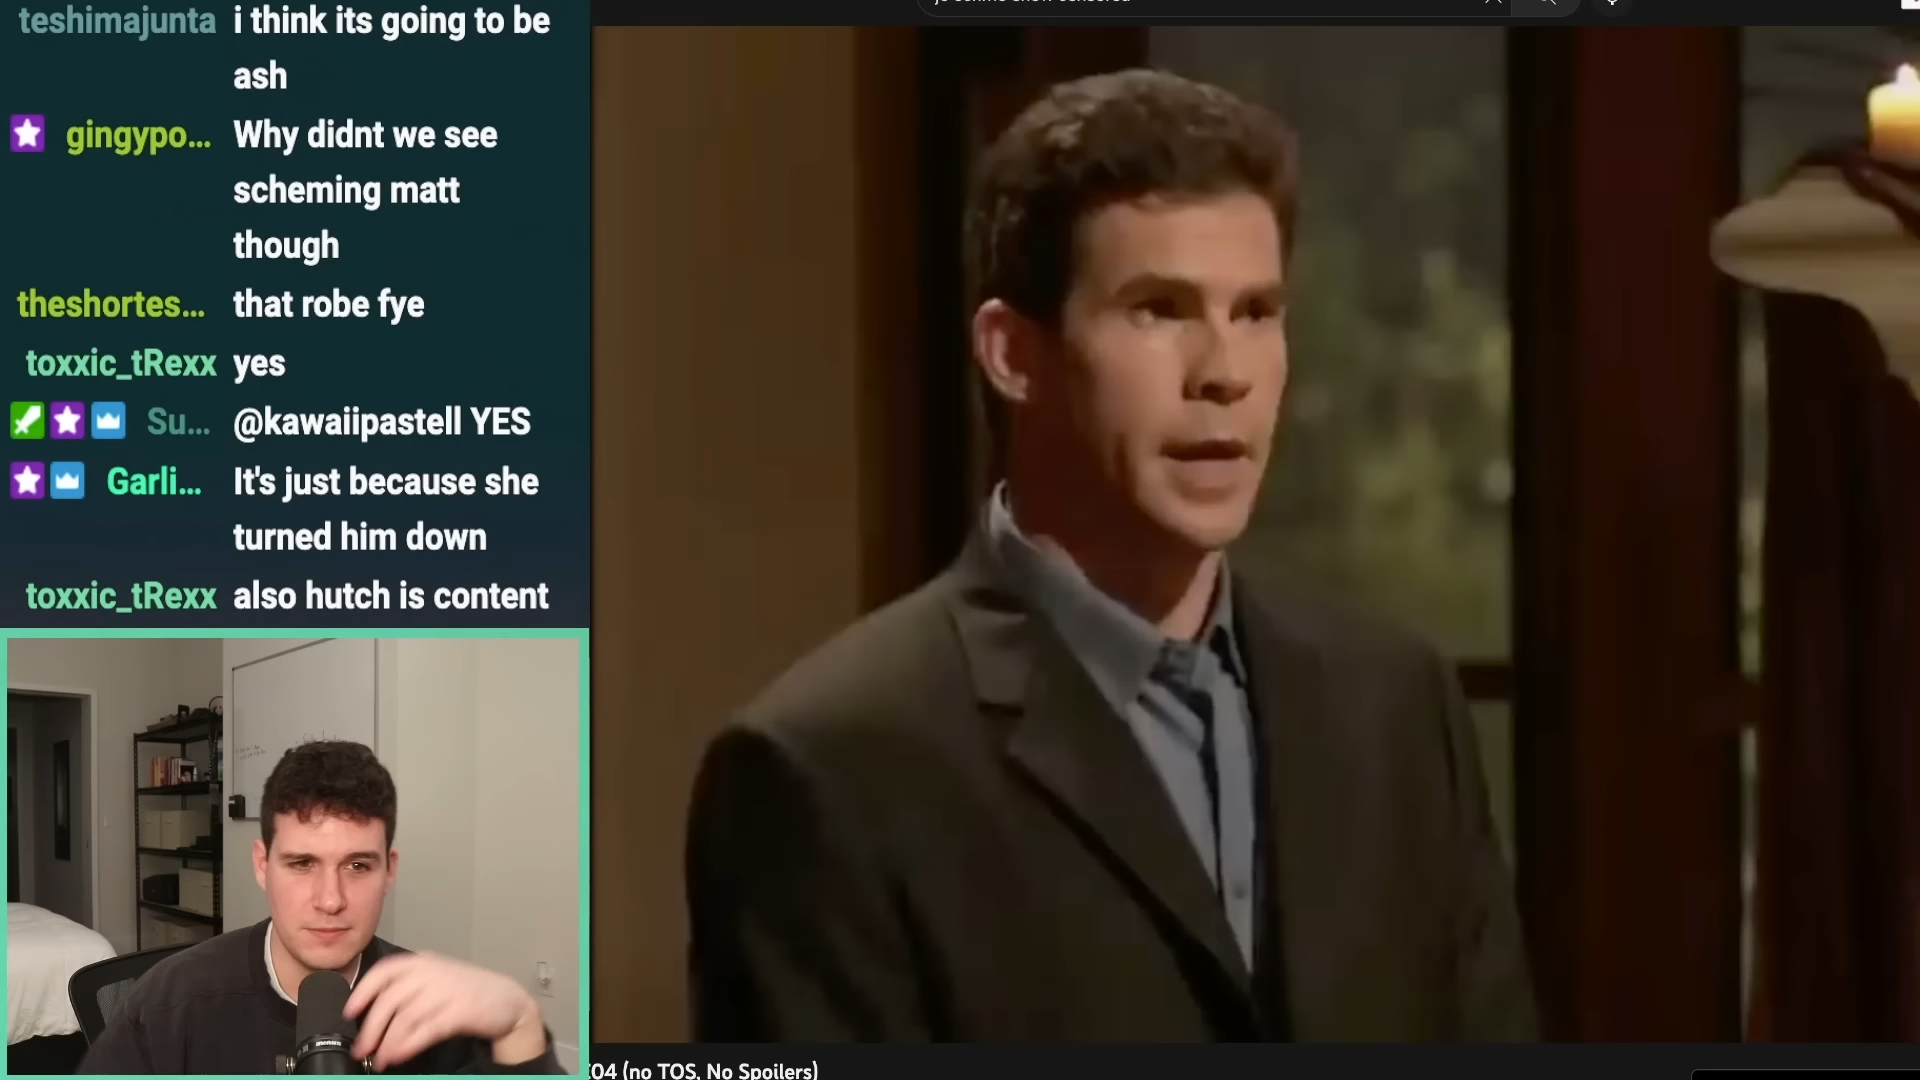 teshimajunta i think its going to be
ash
gingypo... Why didnt we see
scheming matt
though
theshortes... that robe fye
toxxic_tRexx yes
Su... @kawaiipastell YES
Garli... It's just because she
turned him down
toxxic_tRexx also hutch is content
04 (no TOS, No Spoilers)